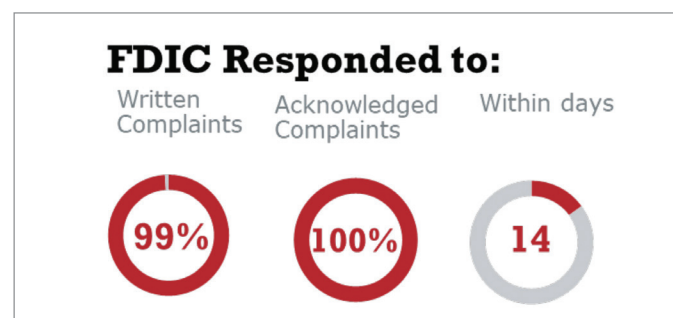 FDIC Responded to:
Written
Complaints
Acknowledged
Complaints
Within days
99%
100%
14